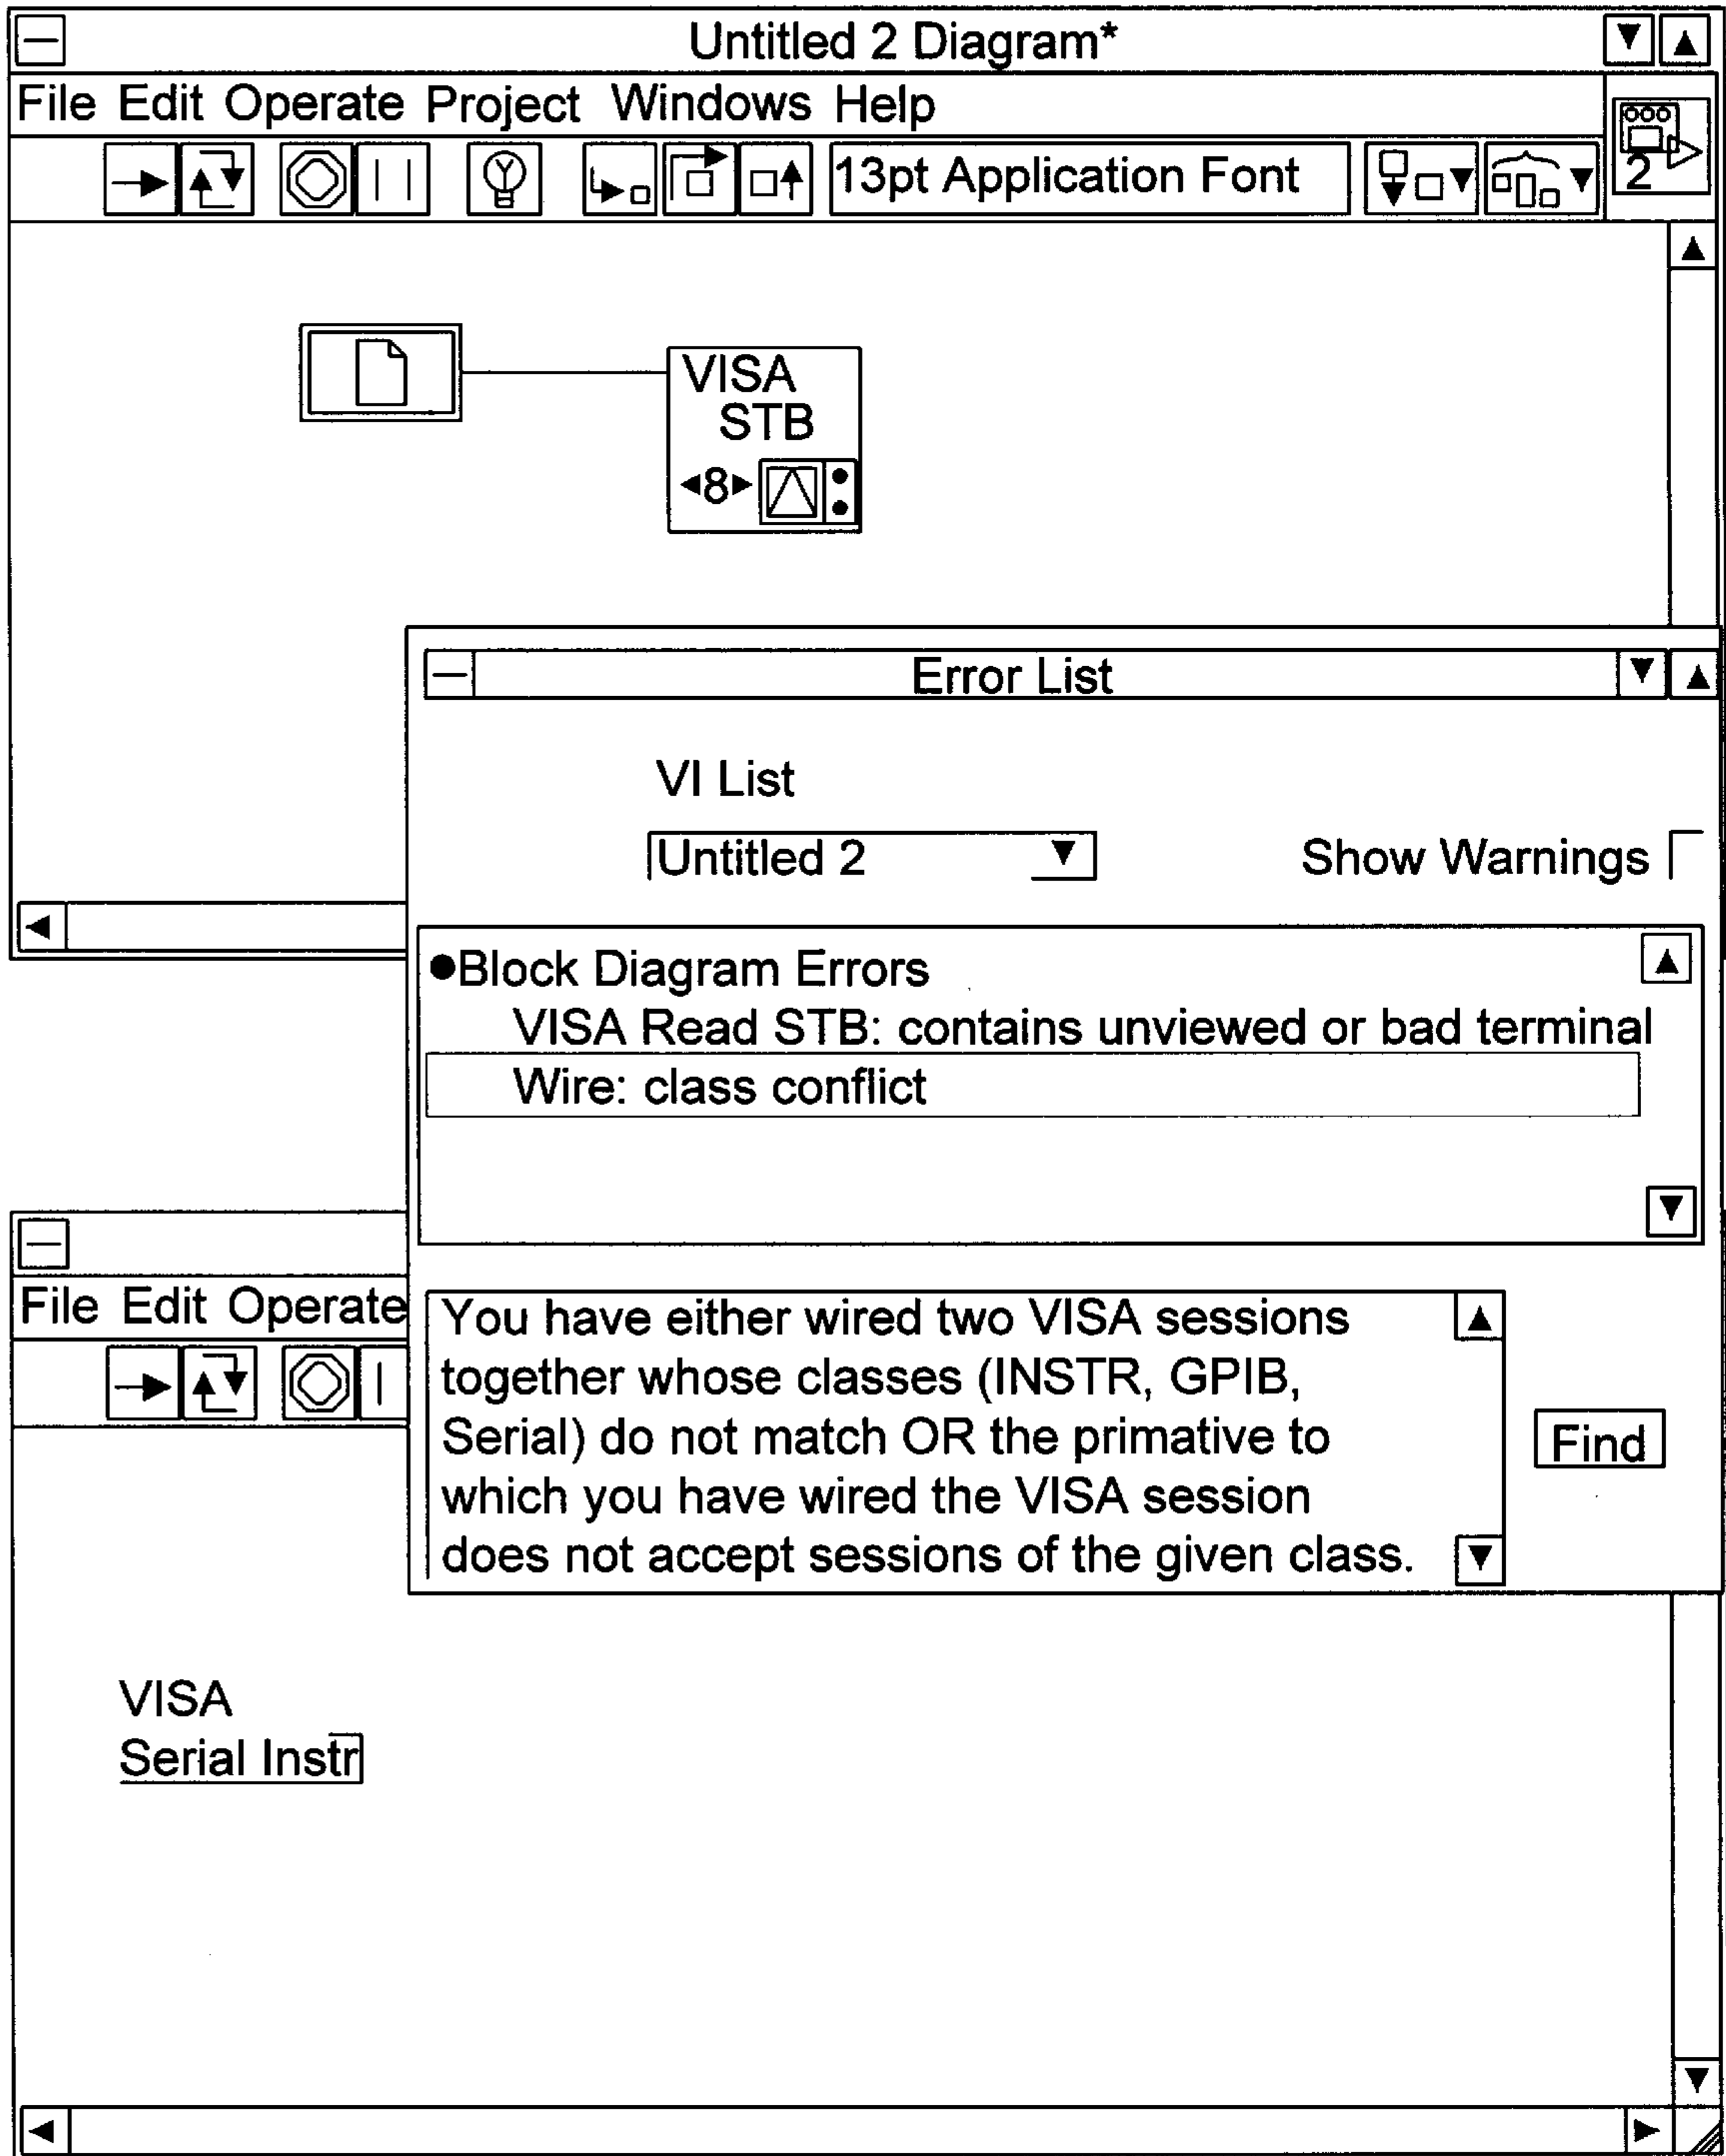 Untitled 2 Diagram*
File Edit Operate Project Windows Help
13pt Application Font
2
VISA
STB
8
Error List
VI List
Untitled 2
Show Warnings
●Block Diagram Errors
VISA Read STB: contains unviewed or bad terminal
Wire: class conflict
File Edit Operate
You have either wired two VISA sessions
together whose classes (INSTR, GPIB,
Serial) do not match OR the primative to
which you have wired the VISA session
does not accept sessions of the given class.
Find
VISA
Serial Instr